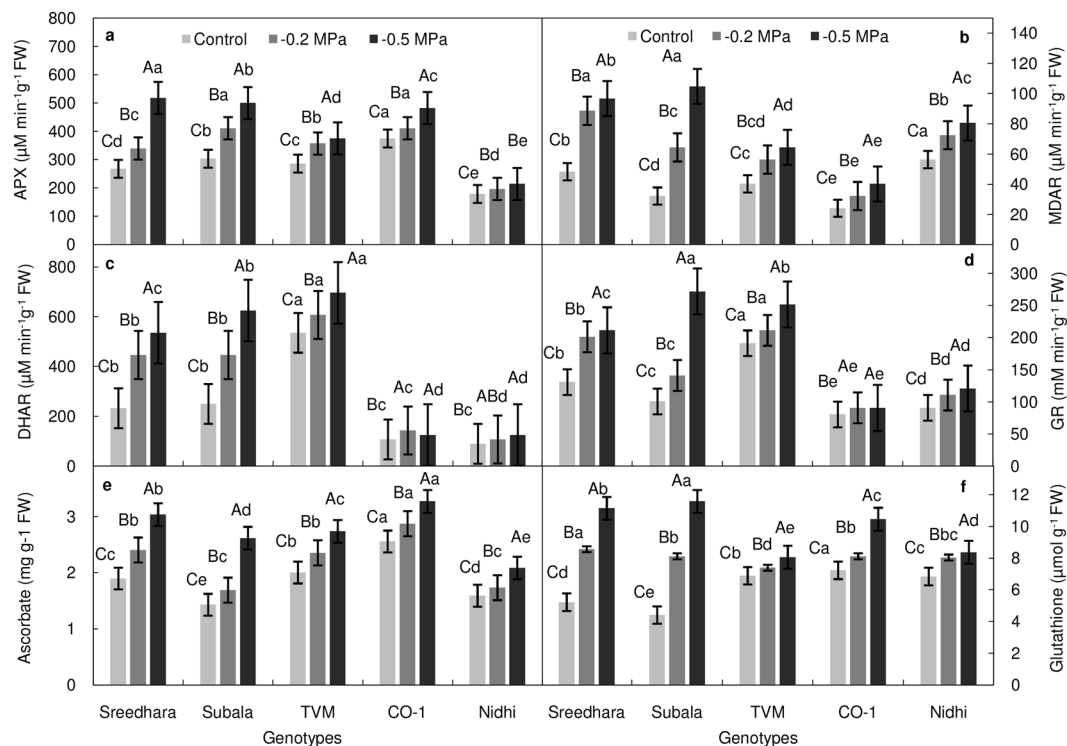 a
Control -0.2 MPa -0.5 MPa
APX (µM min-1g-1 FW)
800
700
600
500
400
300
200
100
0
Cd Bc Aa
Cb Ba Ab
Cc Bb Ad
Ca Ba Ac
Ce Bd Be
b
Control -0.2 MPa -0.5 MPa
MDAR (µM min-1g-1 FW)
140
120
100
80
60
40
20
0
Cb Ba Ab
Cd Bc Aa
Cc Bcd Ad
Ce Be Ae
Ca Bb Ac
c
DHAR (µM min-1g-1 FW)
800
600
400
200
0
Cb Bb Ac
Cb Bb Ab
Ca Ba Aa
Bc Ac Ad
Bc ABd Ad
d
GR (mM min-1g-1 FW)
300
250
200
150
100
50
0
Cb Bb Ac
Cc Bc Aa
Ca Ba Ab
Be Ae Ae
Cd Bd Ad
e
Ascorbate (mg g-1 FW)
3
2
1
0
Cc Bb Ab
Ce Bc Ad
Cb Bb Ac
Ca Ba Aa
Cd Bc Ae
Sreedhara Subala TVM CO-1 Nidhi
Genotypes
f
Glutathione (µmol g-1 FW)
12
10
8
6
4
2
0
Cd Ba Ab
Ce Bb Aa
Cb Bd Ae
Ca Bb Ac
Cc Bbc Ad
Sreedhara Subala TVM CO-1 Nidhi
Genotypes